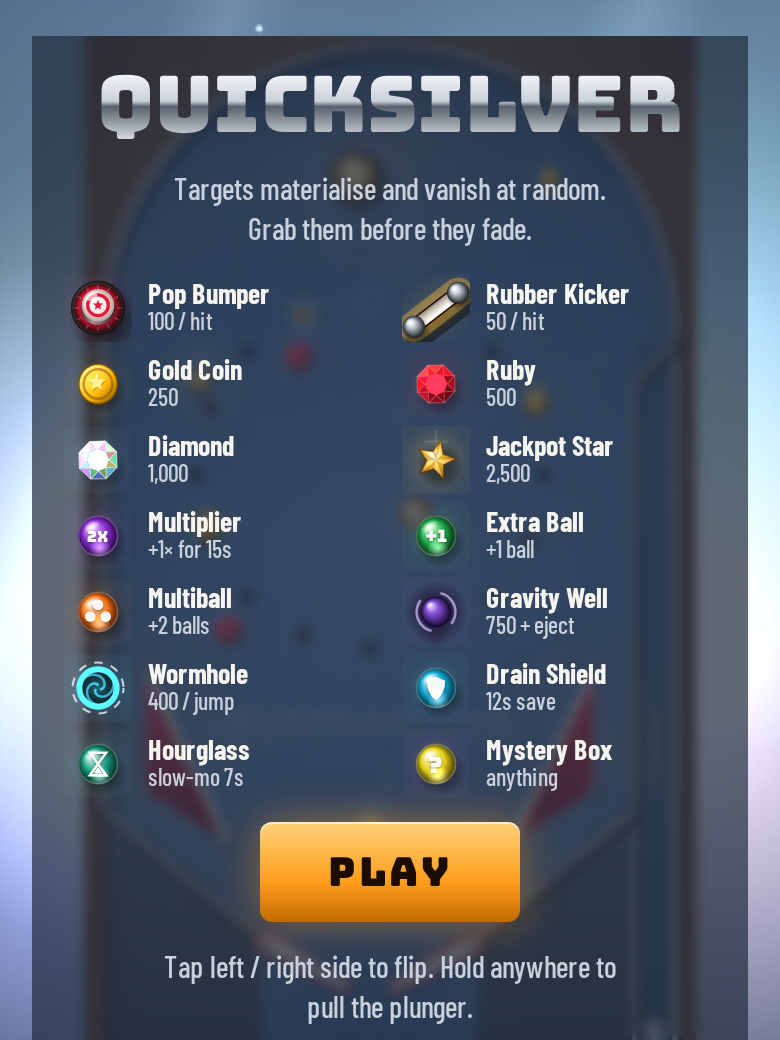 QUICKSILVER
Targets materialise and vanish at random.
Grab them before they fade.
Pop Bumper
100 / hit
Rubber Kicker
50 / hit
Gold Coin
250
Ruby
500
Diamond
1,000
Jackpot Star
2,500
2X
Multiplier
+1× for 15s
+1
Extra Ball
+1 ball
Multiball
+2 balls
Gravity Well
750 + eject
Wormhole
400 / jump
Drain Shield
12s save
Hourglass
slow-mo 7s
?
Mystery Box
anything
PLAY
Tap left / right side to flip. Hold anywhere to
pull the plunger.